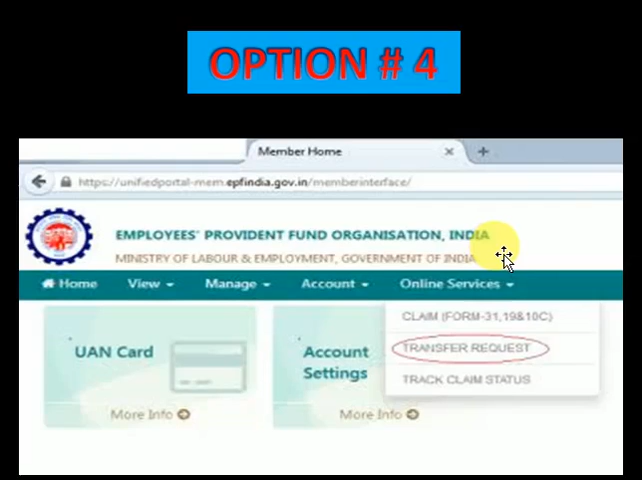 OPTION # 4
Member Home
https://unifiedportal-mem.epfindia.gov.in/memberinterface/
EMPLOYEES' PROVIDENT FUND ORGANISATION, INDIA
MINISTRY OF LABOUR & EMPLOYMENT, GOVERNMENT OF INDIA
Home View Manage Account Online Services
CLAIM (FORM-31,19&10C)
TRANSFER REQUEST
TRACK CLAIM STATUS
UAN Card
More Info
Account
Settings
More Info